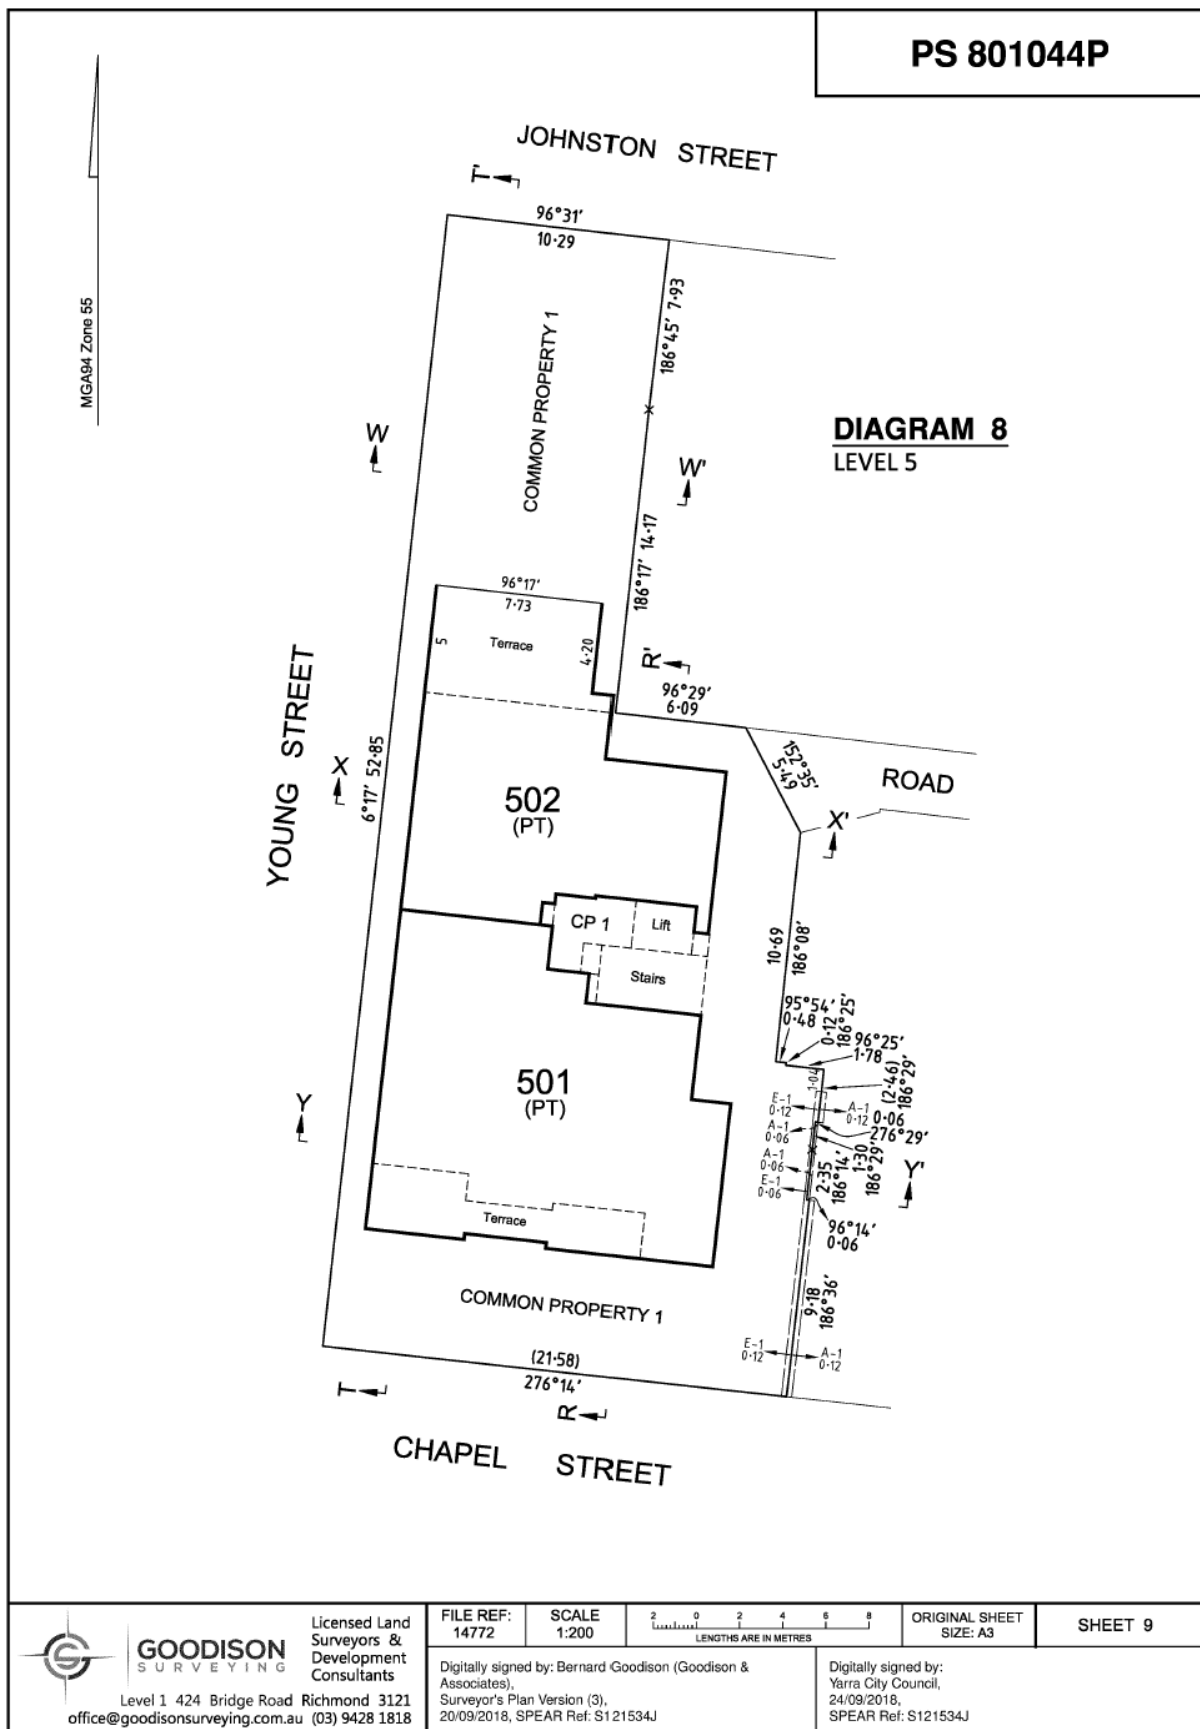 PS 801044P
JOHNSTON STREET
T'
96°31'
10·29
MGA94 Zone 55
COMMON PROPERTY 1
186°45' 7·93
DIAGRAM 8
LEVEL 5
W
W'
186°17' 14·17
96°17'
7·73
5
Terrace
4·20
R'
96°29'
6·09
YOUNG STREET
X
6°17' 52·85
152°35'
5·49
ROAD
502
(PT)
X'
CP 1
Lift
Stairs
10·69
186°08'
95°54'
0·48
0·12
186°25'
96°25'
1·78
(2·46)
186°29'
501
(PT)
Y
E-1
0·12
A-1
0·12
0·06
276°29'
A-1
0·06
1·30
186°29'
A-1
0·06
2·35
186°14'
E-1
0·06
Y'
96°14'
0·06
Terrace
COMMON PROPERTY 1
9·18
186°36'
E-1
0·12
A-1
0·12
(21·58)
276°14'
T
R
CHAPEL STREET
GOODISON
SURVEYING
Licensed Land
Surveyors &
Development
Consultants
Level 1 424 Bridge Road Richmond 3121
office@goodisonsurveying.com.au (03) 9428 1818
FILE REF:
14772
SCALE
1:200
2 0 2 4 6 8
LENGTHS ARE IN METRES
ORIGINAL SHEET
SIZE: A3
SHEET 9
Digitally signed by: Bernard Goodison (Goodison &
Associates),
Surveyor's Plan Version (3),
20/09/2018, SPEAR Ref: S121534J
Digitally signed by:
Yarra City Council,
24/09/2018,
SPEAR Ref: S121534J